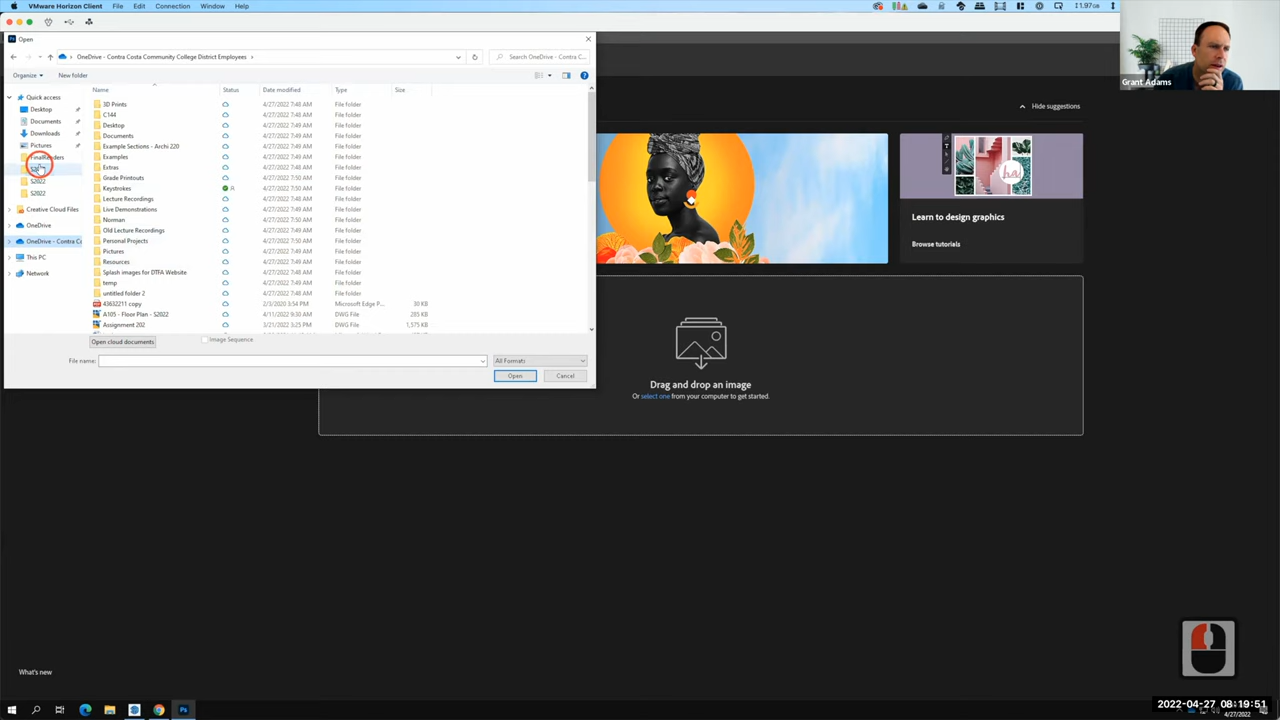 VMware Horizon Client File Edit Connection Window Help
1.97 GB
Open
OneDrive - Contra Costa Community College District Employees
Search OneDrive - Contra C...
Organize New folder
Name Status Date modified Type Size
Quick access
Desktop
Documents
Downloads
Pictures
FinalRenders
S2022
S2022
Creative Cloud Files
OneDrive
OneDrive - Contra Co
This PC
Network
3D Prints 4/27/2022 7:48 AM File folder
C144 4/27/2022 7:48 AM File folder
Desktop 4/27/2022 7:49 AM File folder
Documents 4/27/2022 7:48 AM File folder
Example Sections - Archi 220 4/27/2022 7:48 AM File folder
Examples 4/27/2022 7:49 AM File folder
Extras 4/27/2022 7:48 AM File folder
Grade Printouts 4/27/2022 7:50 AM File folder
Keystrokes 4/27/2022 7:50 AM File folder
Lecture Recordings 4/27/2022 7:48 AM File folder
Live Demonstrations 4/27/2022 7:49 AM File folder
Norman 4/27/2022 7:50 AM File folder
Old Lecture Recordings 4/27/2022 7:50 AM File folder
Personal Projects 4/27/2022 7:50 AM File folder
Pictures 4/27/2022 7:49 AM File folder
Resources 4/27/2022 7:49 AM File folder
Splash images for DTFA Website 4/27/2022 7:48 AM File folder
temp 4/27/2022 7:49 AM File folder
untitled folder 2 4/27/2022 7:48 AM File folder
43632211 copy 2/3/2020 3:54 PM Microsoft Edge P... 30 KB
A105 - Floor Plan - S2022 4/11/2022 9:30 AM DWG File 285 KB
Assignment 202 3/21/2022 3:25 PM DWG File 1,575 KB
Open cloud documents
Image Sequence
File name:
All Formats
Open Cancel
Grant Adams
Hide suggestions
Learn to design graphics
Browse tutorials
Drag and drop an image
Or select one from your computer to get started.
What's new
Ps
2022-04-27 08:19:51
4/27/2022